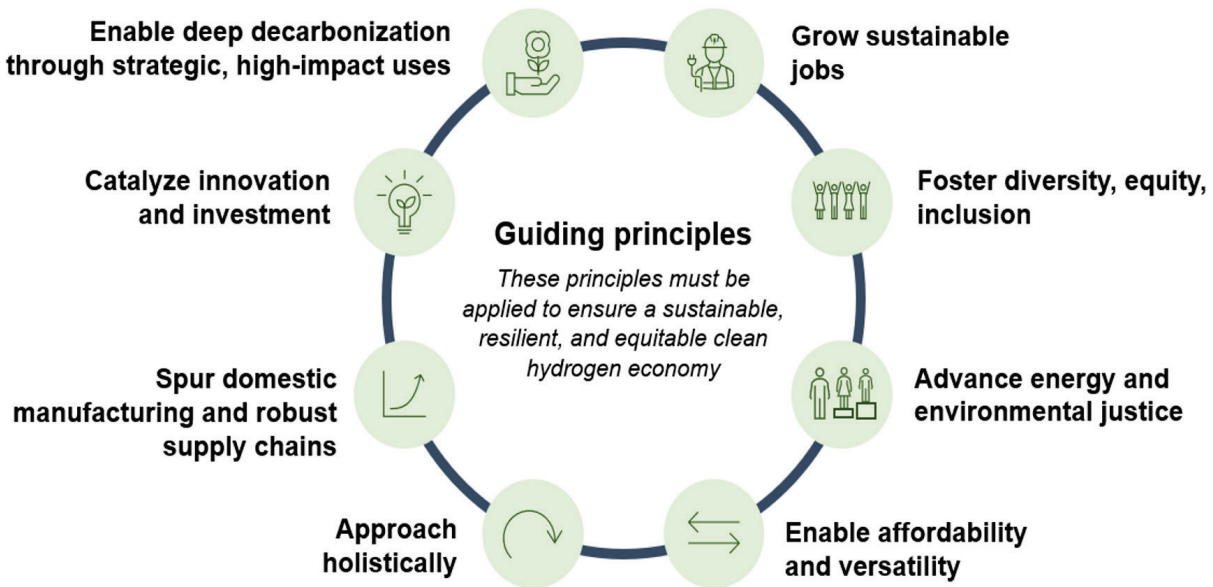 Enable deep decarbonization
through strategic, high-impact uses
Grow sustainable
jobs
Catalyze innovation
and investment
Foster diversity, equity,
inclusion
Guiding principles
These principles must be
applied to ensure a sustainable,
resilient, and equitable clean
hydrogen economy
Spur domestic
manufacturing and robust
supply chains
Advance energy and
environmental justice
Approach
holistically
Enable affordability
and versatility